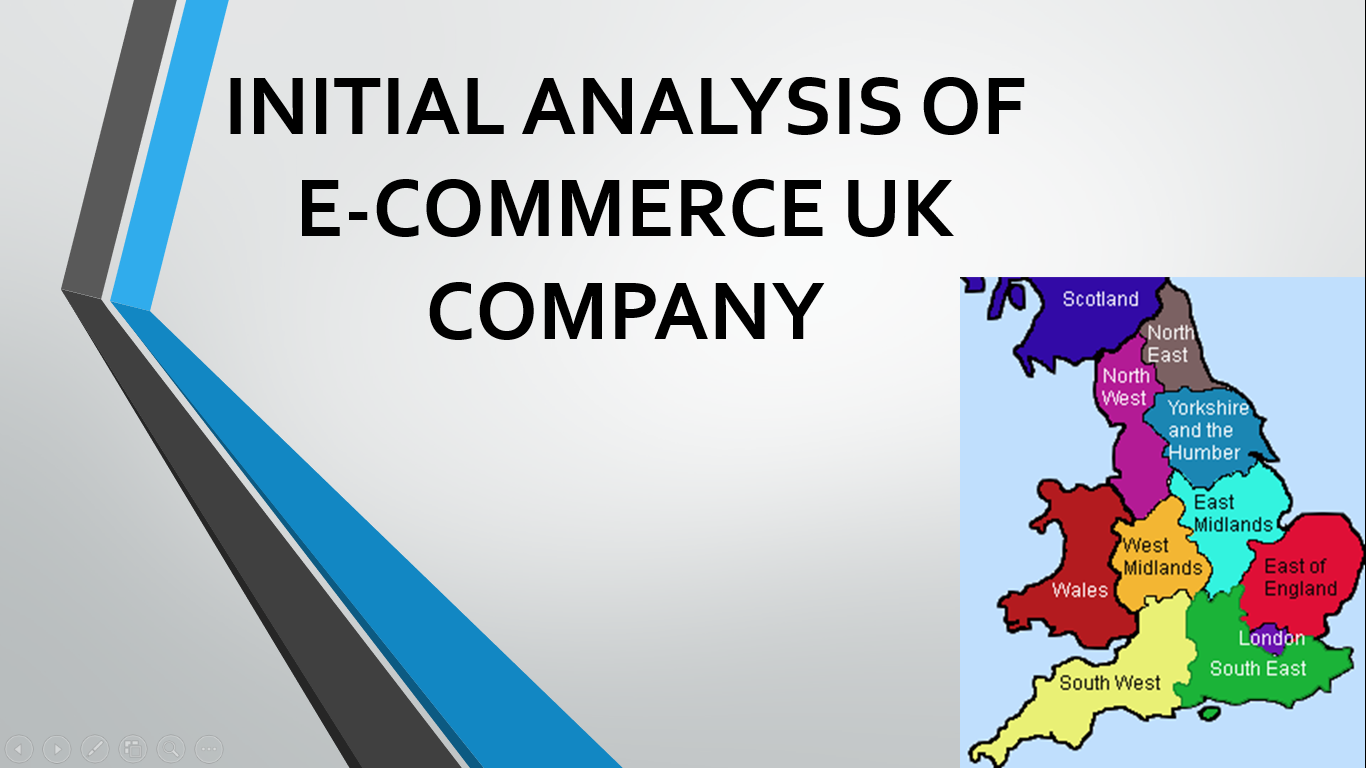 INITIAL ANALYSIS OF
E-COMMERCE UK
COMPANY
Scotland
North
East
North
West
Yorkshire
and the
Humber
East
Midlands
West
Midlands
East of
England
Wales
London
South East
South West